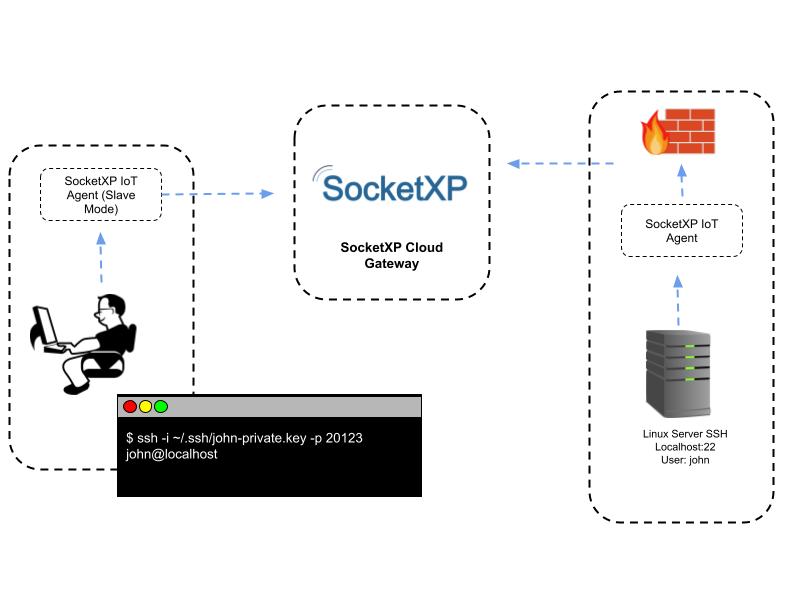 SocketXP IoT
Agent (Slave
Mode)
SocketXP
SocketXP Cloud
Gateway
SocketXP IoT
Agent
Linux Server SSH
Localhost:22
User: john
$ ssh -i ~/.ssh/john-private.key -p 20123
john@localhost